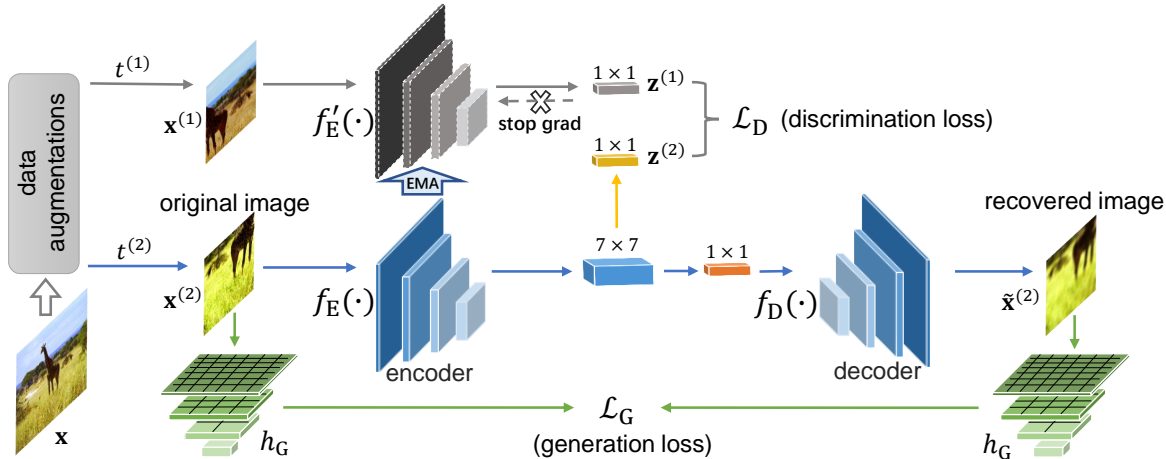 data
augmentations
t^(1)
x^(1)
f'_E(·)
1 × 1
z^(1)
stop grad
1 × 1
z^(2)
ℒ_D (discrimination loss)
EMA
original image
recovered image
t^(2)
x^(2)
f_E(·)
7 × 7
1 × 1
f_D(·)
x̃^(2)
encoder
decoder
x
h_G
ℒ_G
(generation loss)
h_G